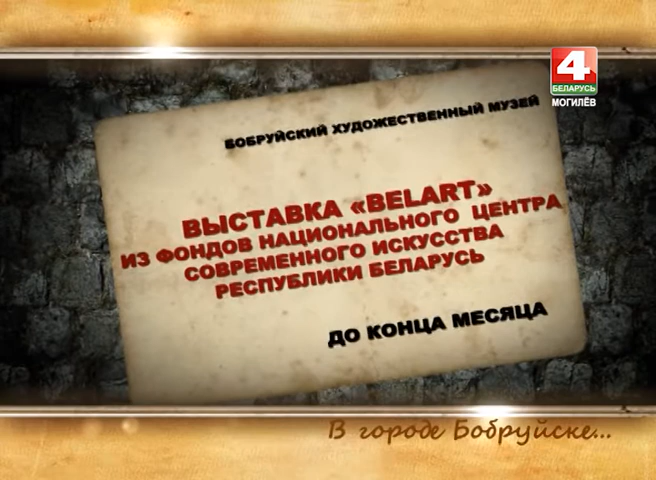 4
БЕЛАРУСЬ
МОГИЛЁВ
БОБРУЙСКИЙ ХУДОЖЕСТВЕННЫЙ МУЗЕЙ
ВЫСТАВКА «BELART»
ИЗ ФОНДОВ НАЦИОНАЛЬНОГО ЦЕНТРА
СОВРЕМЕННОГО ИСКУССТВА
РЕСПУБЛИКИ БЕЛАРУСЬ
ДО КОНЦА МЕСЯЦА
В городе Бобруйске...